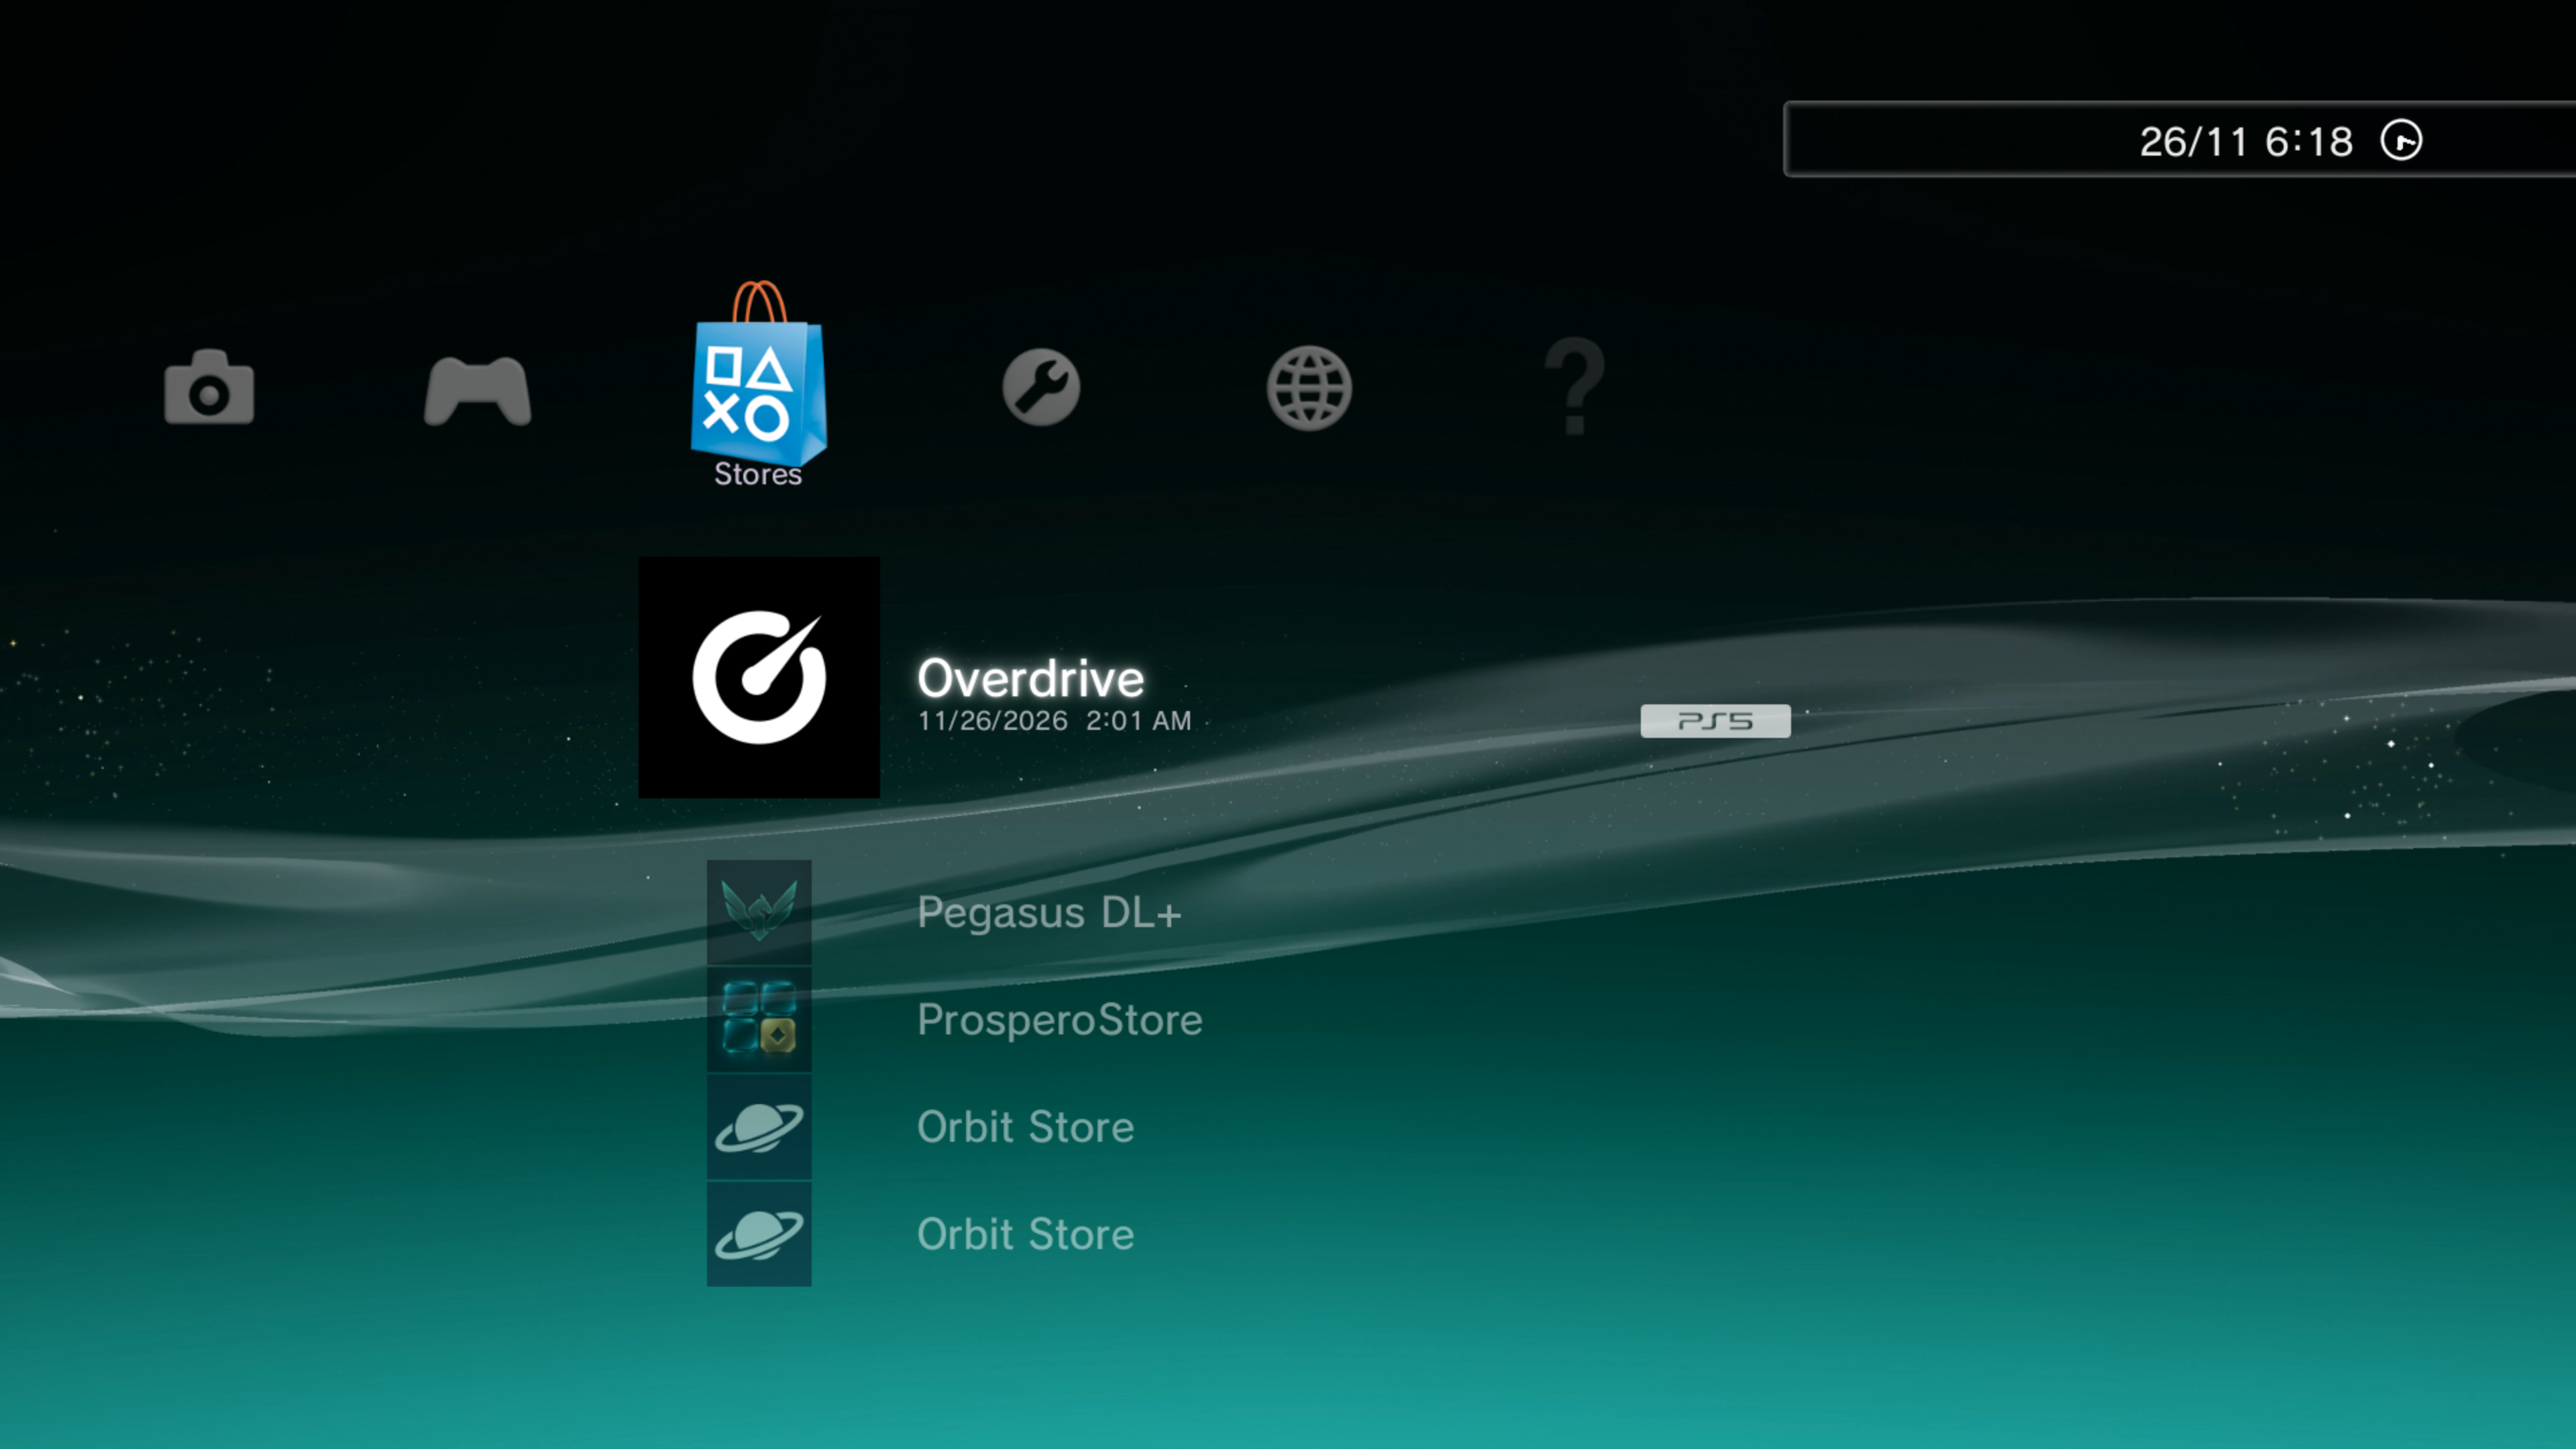 26/11 6:18
Stores
Overdrive
11/26/2026 2:01 AM
PS5
Pegasus DL+
ProsperoStore
Orbit Store
Orbit Store